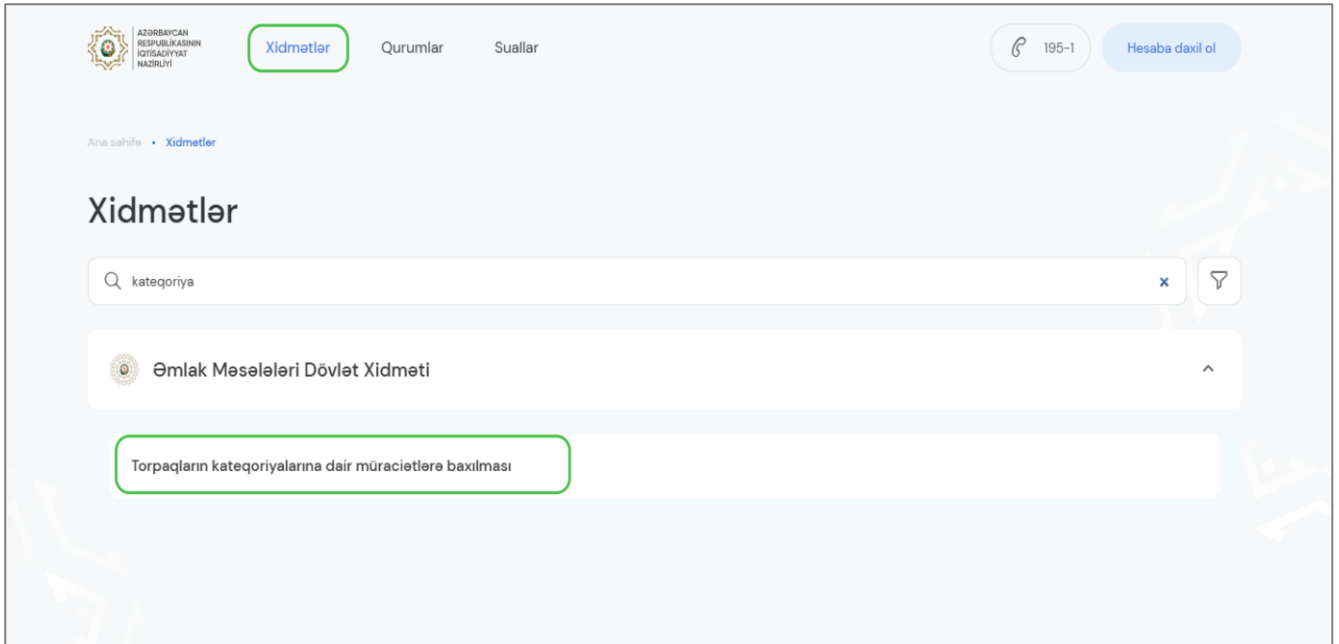 AZƏRBAYCAN
RESPUBLİKASININ
İQTİSADİYYAT
NAZİRLİYİ
Xidmətlər
Qurumlar
Suallar
195-1
Hesaba daxil ol
Ana səhifə • Xidmətlər
Xidmətlər
kateqoriya
Əmlak Məsələləri Dövlət Xidməti
Torpaqların kateqoriyalarına dair müraciətlərə baxılması